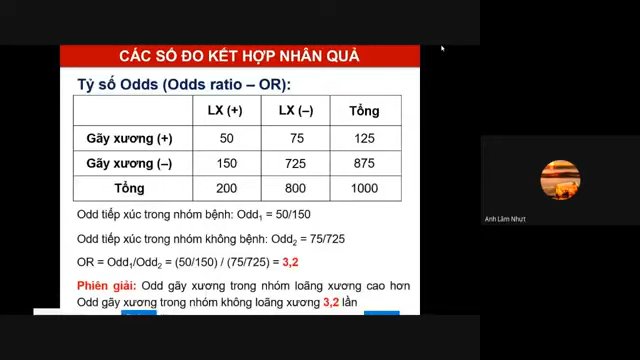 CÁC SỐ ĐO KẾT HỢP NHÂN QUẢ
Tỷ số Odds (Odds ratio – OR):
LX (+) LX (–) Tổng
Gãy xương (+) 50 75 125
Gãy xương (–) 150 725 875
Tổng 200 800 1000
Odd tiếp xúc trong nhóm bệnh: Odd₁ = 50/150
Odd tiếp xúc trong nhóm không bệnh: Odd₂ = 75/725
OR = Odd₁/Odd₂ = (50/150) / (75/725) = 3,2
Phiên giải: Odd gãy xương trong nhóm loãng xương cao hơn
Odd gãy xương trong nhóm không loãng xương 3,2 lần
Anh Lâm Nhựt